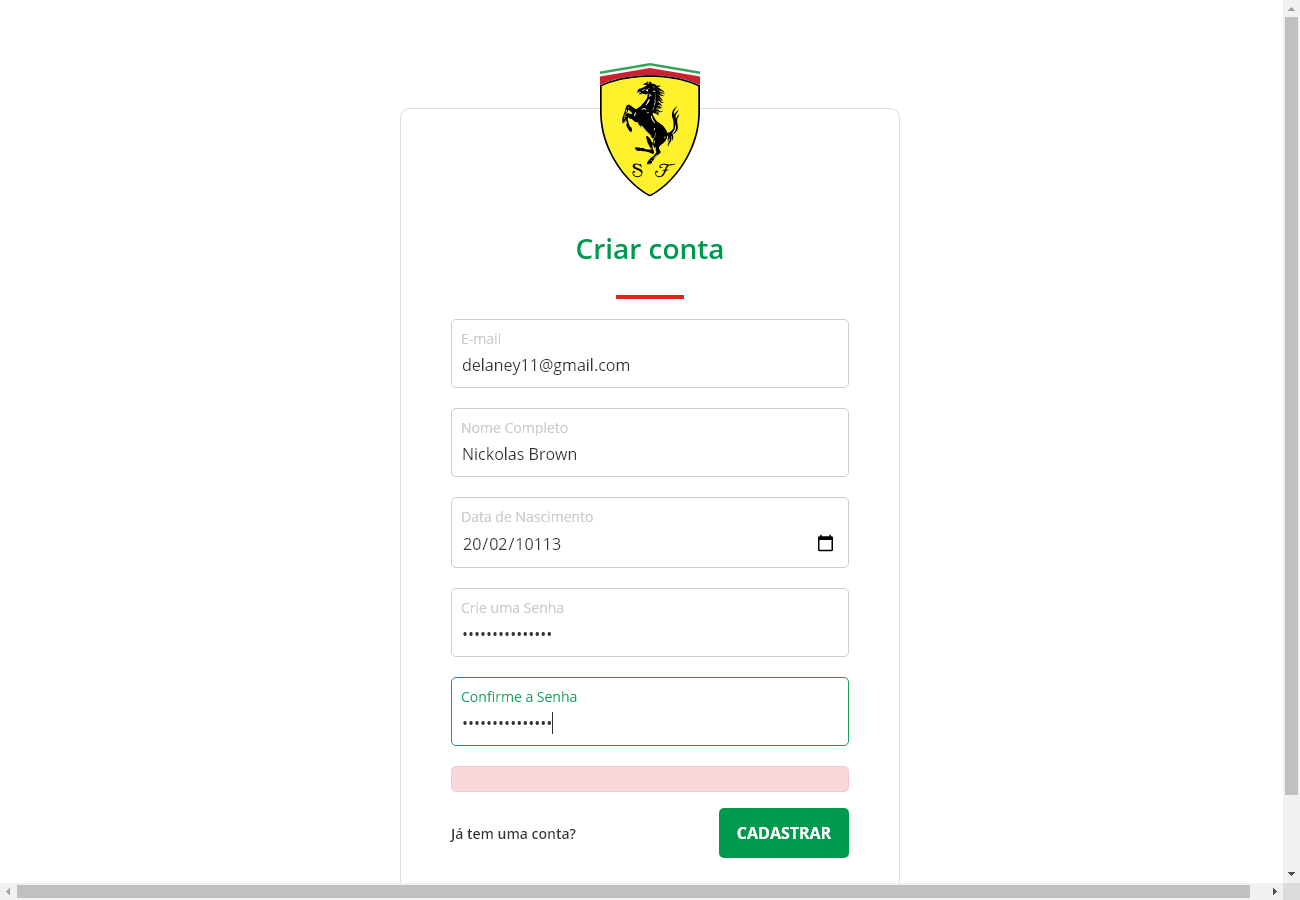 S F
Criar conta
E-mail
delaney11@gmail.com
Nome Completo
Nickolas Brown
Data de Nascimento
20/02/10113
Crie uma Senha
•••••••••••••••
Confirme a Senha
•••••••••••••••
Já tem uma conta?
CADASTRAR